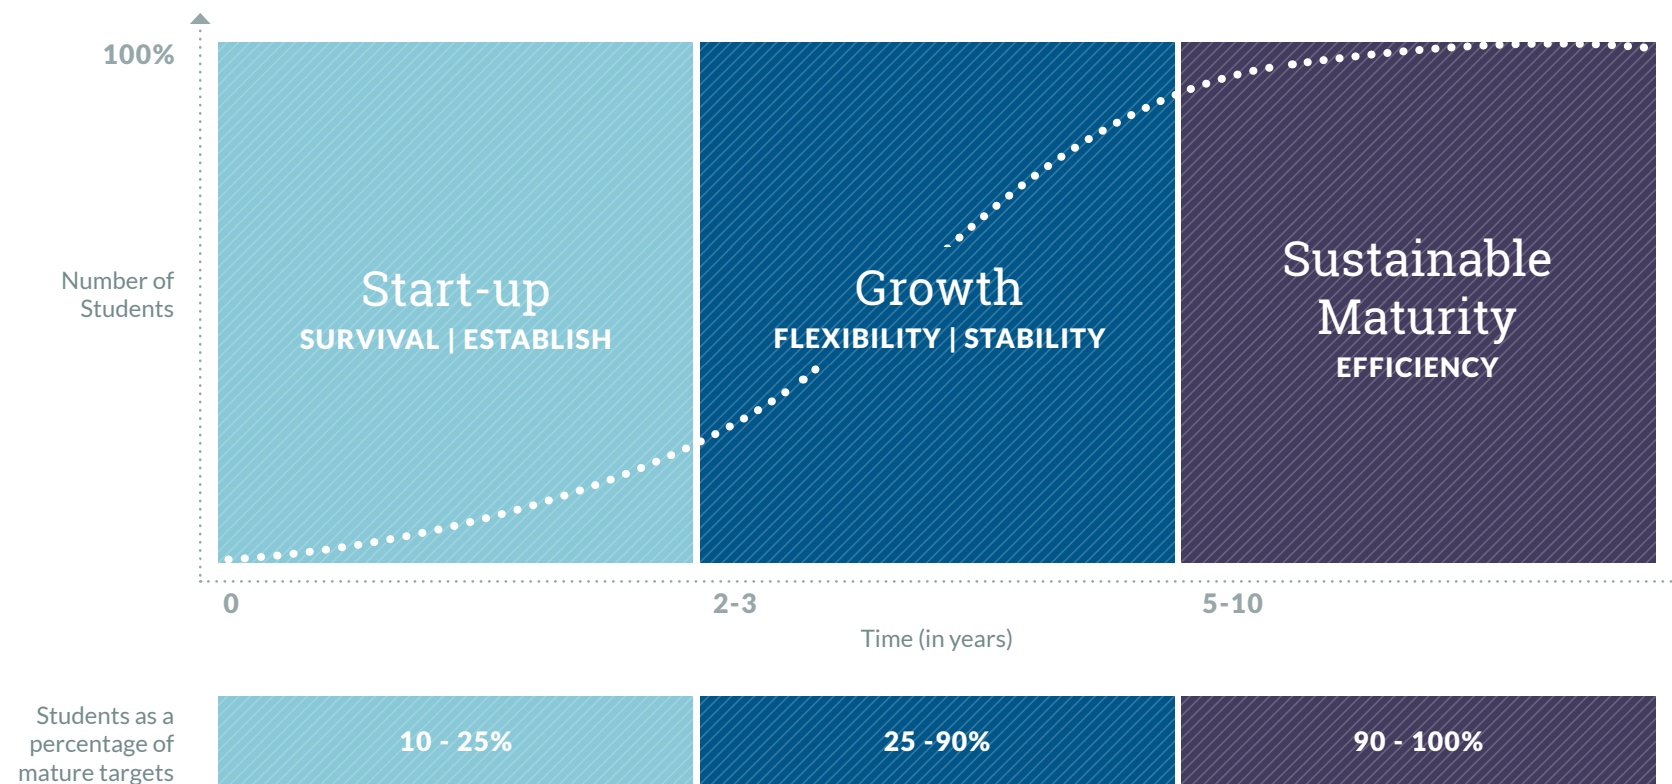 100%
Number of
Students
Start-up
SURVIVAL | ESTABLISH
Growth
FLEXIBILITY | STABILITY
Sustainable
Maturity
EFFICIENCY
0
2-3
5-10
Time (in years)
Students as a
percentage of
mature targets
10 - 25%
25 -90%
90 - 100%